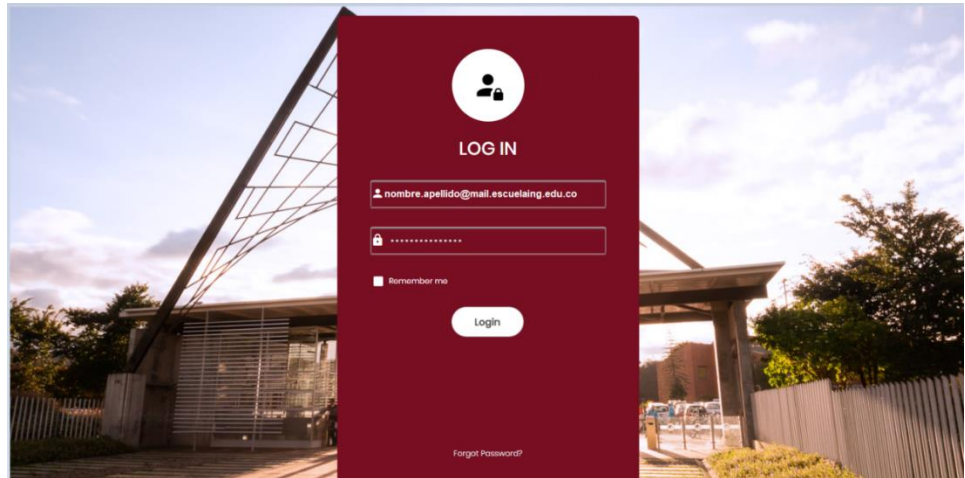 LOG IN
nombre.apellido@mail.escuelaing.edu.co
***************
Remember me
Login
Forgot Password?